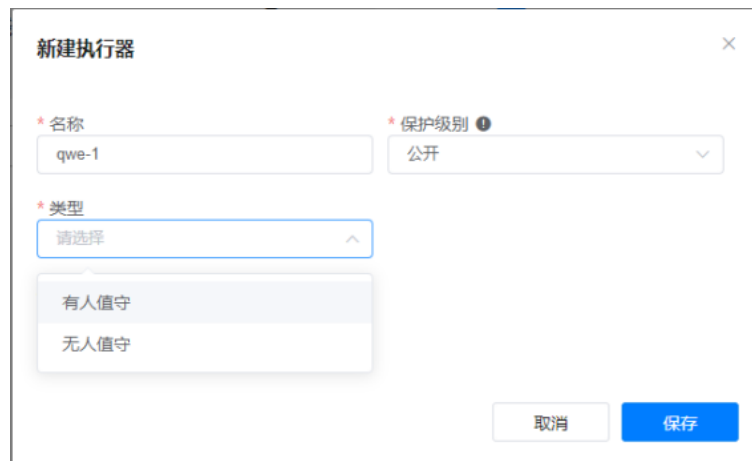 新建执行器
* 名称
* 保护级别
qwe-1
公开
* 类型
请选择
有人值守
无人值守
取消
保存